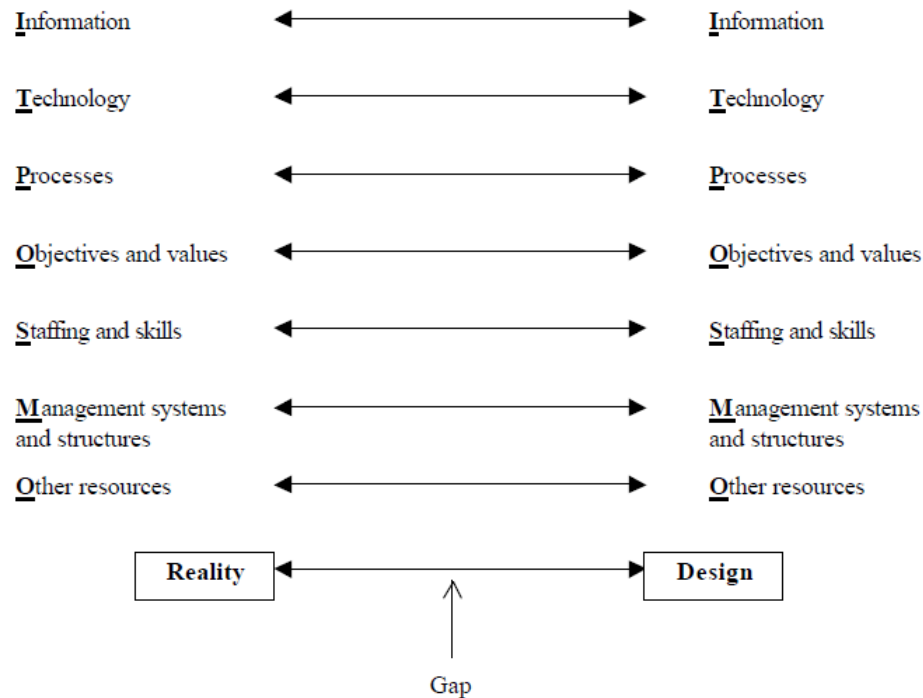 Information Information
Technology Technology
Processes Processes
Objectives and values Objectives and values
Staffing and skills Staffing and skills
Management systems Management systems
and structures and structures
Other resources Other resources
Reality Design
Gap